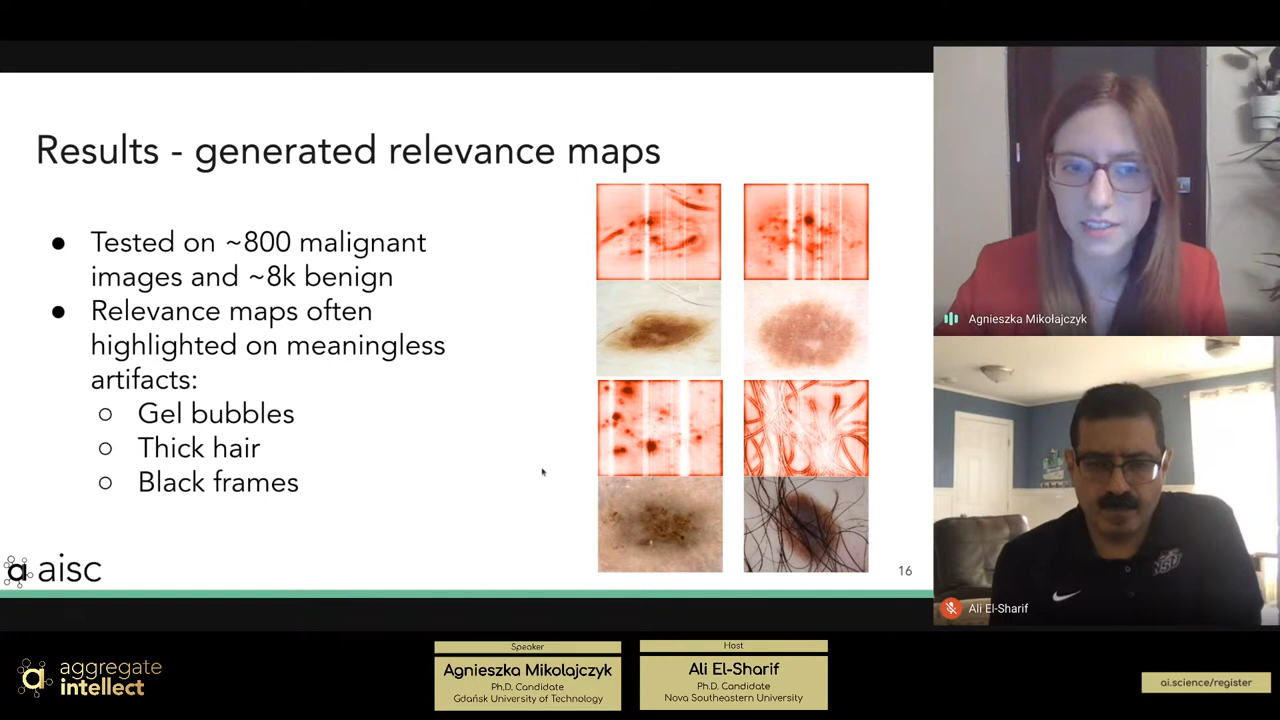 Results - generated relevance maps
● Tested on ~800 malignant
images and ~8k benign
● Relevance maps often
highlighted on meaningless
artifacts:
○ Gel bubbles
○ Thick hair
○ Black frames
aisc
16
Agnieszka Mikołajczyk
NSU
Ali El-Sharif
aggregate
intellect
Speaker
Agnieszka Mikolajczyk
Ph.D. Candidate
Gdańsk University of Technology
Host
Ali El-Sharif
Ph.D. Candidate
Nova Southeastern University
ai.science/register